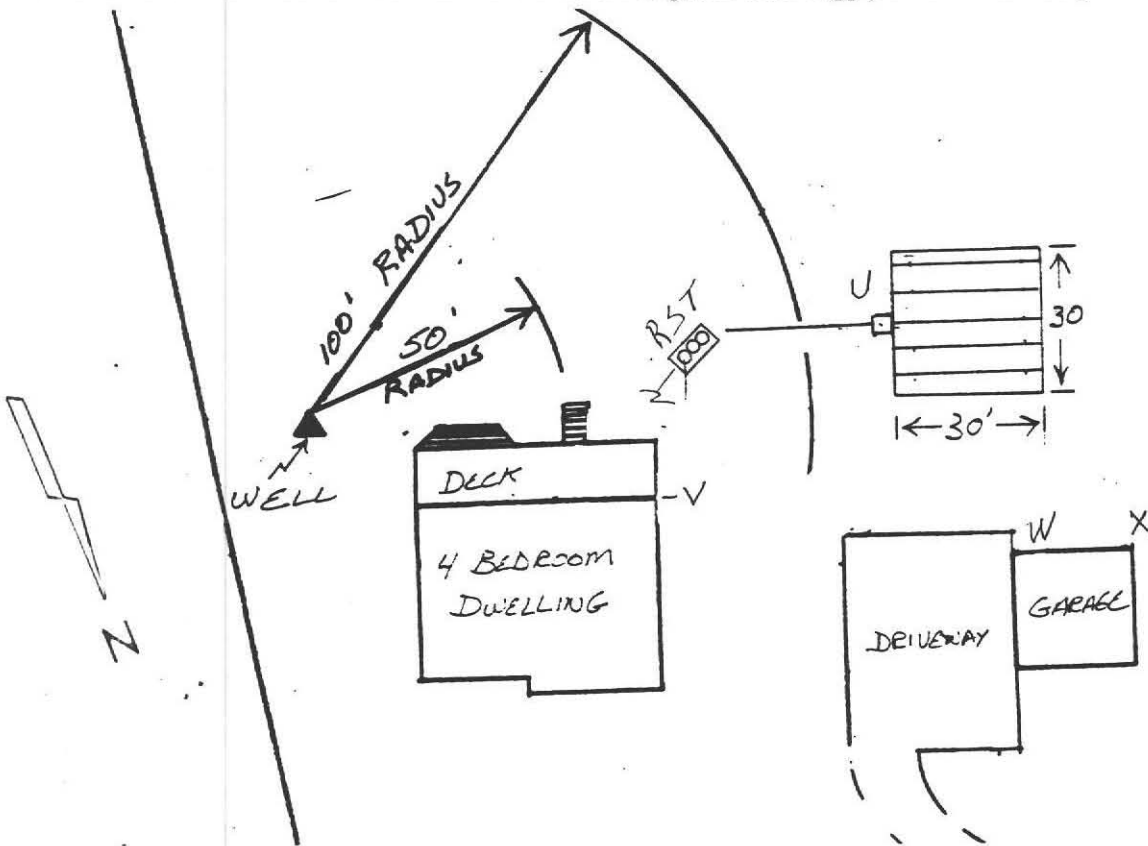 100' RADIUS
50'
RADIUS
WELL
RST
U
30
30'
DECK
V
4 BEDROOM
DWELLING
W
X
GARAGE
DRIVEWAY
N